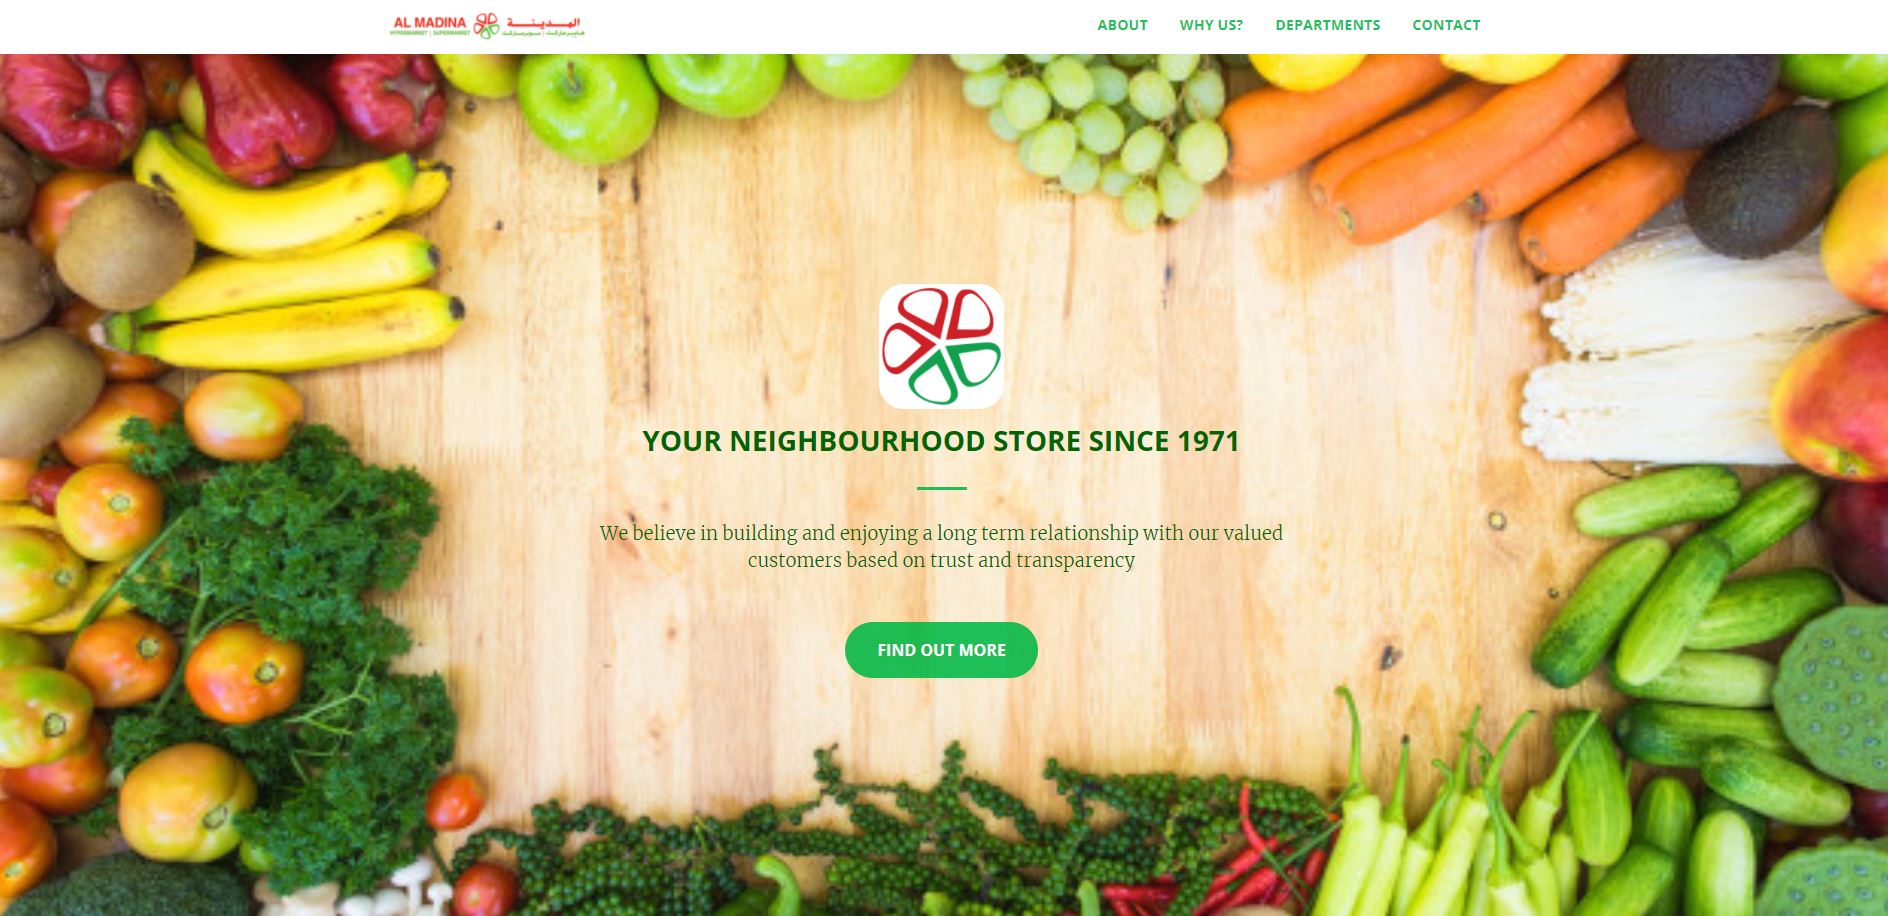 AL MADINA المدينة
HYPERMARKET | SUPERMARKET هايبرماركت | سوبرماركت
ABOUT WHY US? DEPARTMENTS CONTACT
YOUR NEIGHBOURHOOD STORE SINCE 1971
We believe in building and enjoying a long term relationship with our valued
customers based on trust and transparency
FIND OUT MORE